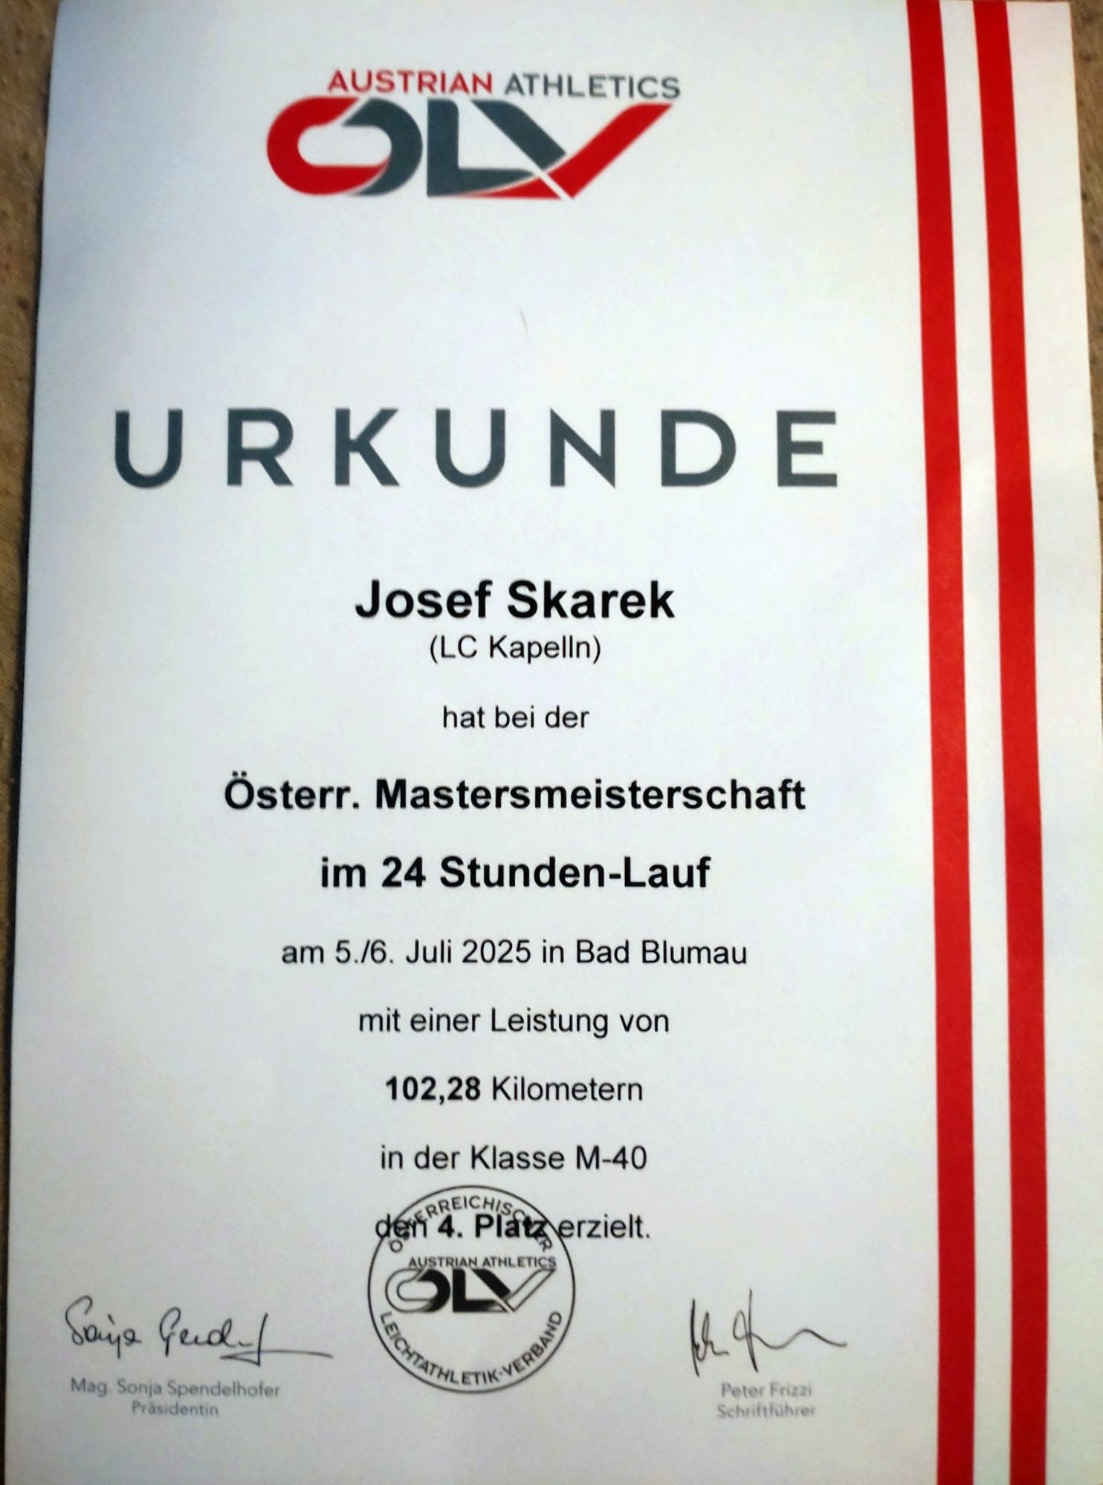 AUSTRIAN ATHLETICS
ÖLV
URKUNDE
Josef Skarek
(LC Kapelln)
hat bei der
Österr. Mastersmeisterschaft
im 24 Stunden-Lauf
am 5./6. Juli 2025 in Bad Blumau
mit einer Leistung von
102,28 Kilometern
in der Klasse M-40
den 4. Platz erzielt.
ÖSTERREICHISCHER
AUSTRIAN ATHLETICS
ÖLV
LEICHTATHLETIK-VERBAND
Mag. Sonja Spendelhofer
Präsidentin
Peter Frizzi
Schriftführer